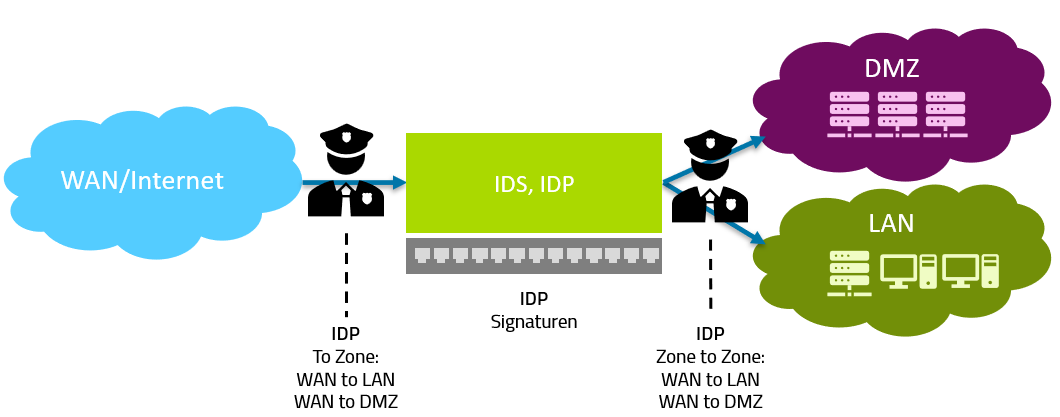 DMZ
WAN/Internet
IDS, IDP
LAN
IDP
Signaturen
IDP
To Zone:
WAN to LAN
WAN to DMZ
IDP
Zone to Zone:
WAN to LAN
WAN to DMZ